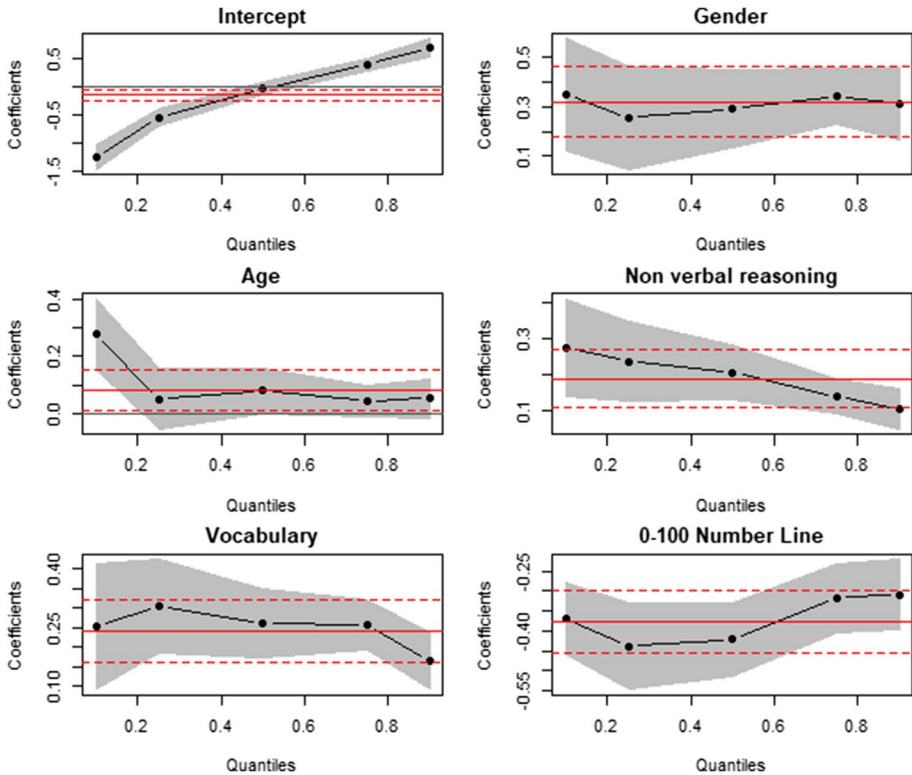 Intercept
Coefficients
0.5
-0.5
-1.5
0.2 0.4 0.6 0.8
Quantiles
Gender
Coefficients
0.5
0.3
0.1
0.2 0.4 0.6 0.8
Quantiles
Age
Coefficients
0.4
0.2
0.0
0.2 0.4 0.6 0.8
Quantiles
Non verbal reasoning
Coefficients
0.3
0.1
0.2 0.4 0.6 0.8
Quantiles
Vocabulary
Coefficients
0.40
0.25
0.10
0.2 0.4 0.6 0.8
Quantiles
0-100 Number Line
Coefficients
-0.25
-0.40
-0.55
0.2 0.4 0.6 0.8
Quantiles